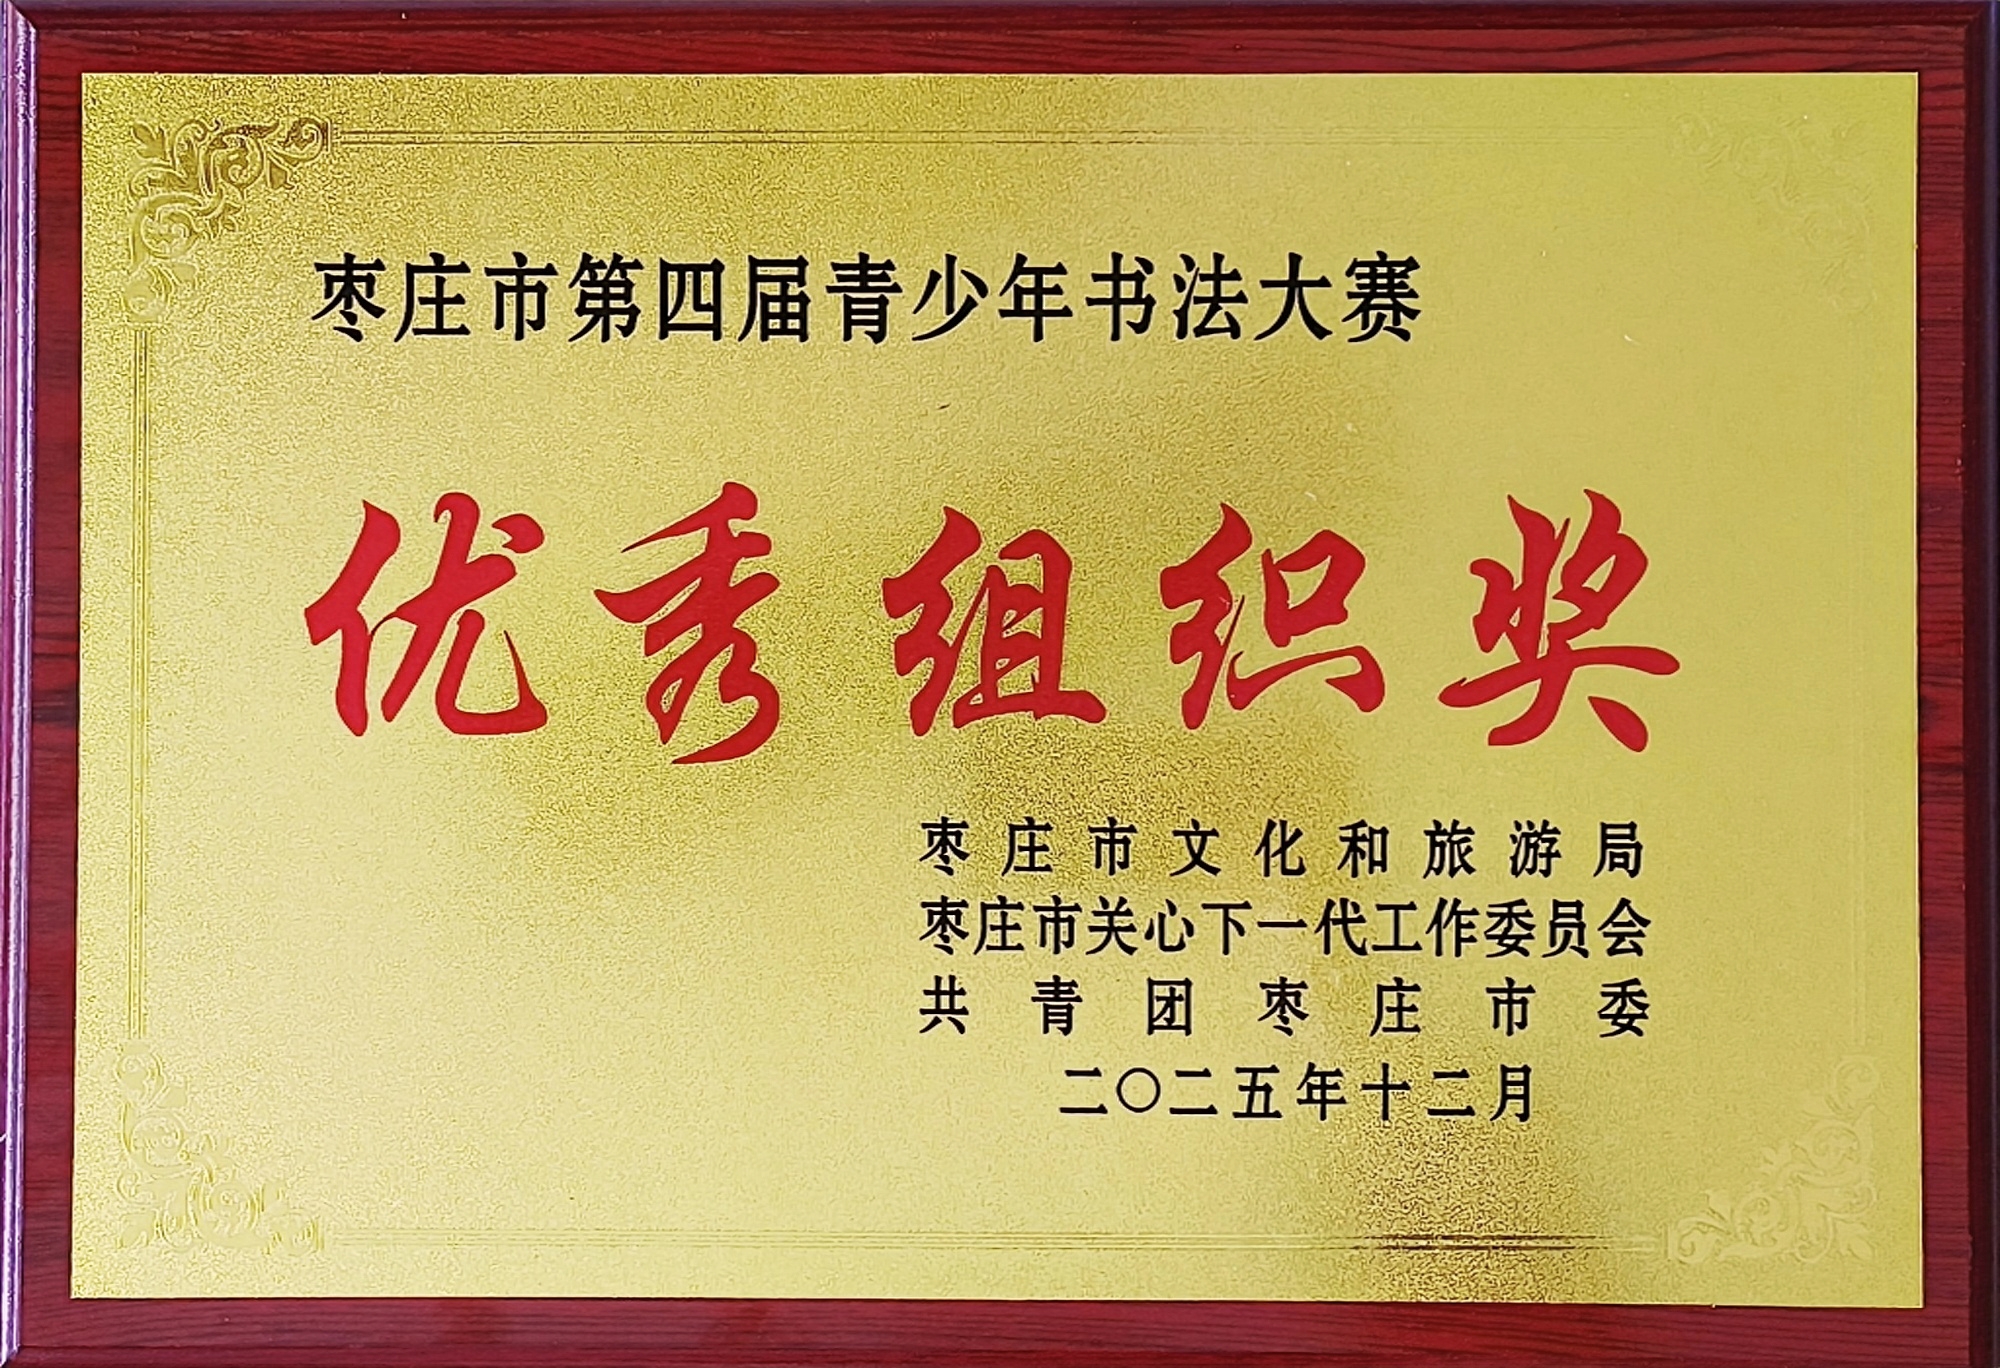 枣庄市第四届青少年书法大赛
优秀组织奖
枣庄市文化和旅游局
枣庄市关心下一代工作委员会
共青团枣庄市委
二〇二五年十二月